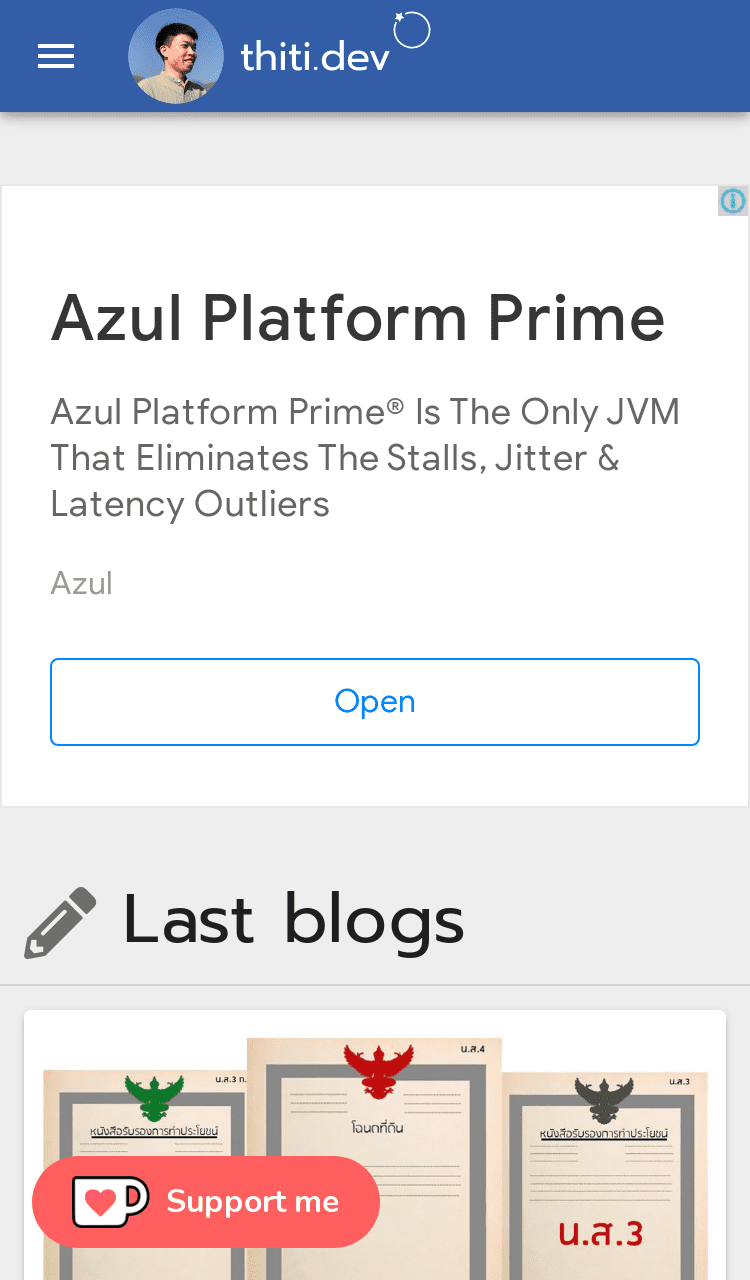 thiti.dev
Azul Platform Prime
Azul Platform Prime® Is The Only JVM
That Eliminates The Stalls, Jitter &
Latency Outliers
Azul
Open
Last blogs
น.ส.3 ก.
หนังสือรับรองการทำประโยชน์
น.ส.4
โฉนดที่ดิน
น.ส.3
หนังสือรับรองการทำประโยชน์
น.ส.3
Support me